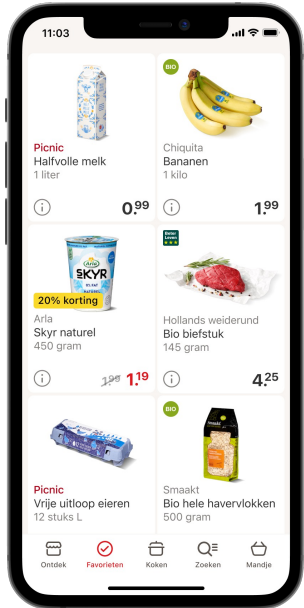 11:03
Picnic
Halfvolle melk
1 liter
0.99
BIO
Chiquita
Bananen
1 kilo
1.99
Arla
SKYR
NATUREL
20% korting
Arla
Skyr naturel
450 gram
1.99 1.19
Beter
Leven
Hollands weiderund
Bio biefstuk
145 gram
4.25
Picnic
Vrije uitloop eieren
12 stuks L
BIO
Smaakt
Smaakt
Bio hele havervlokken
500 gram
Ontdek
Favorieten
Koken
Zoeken
Mandje